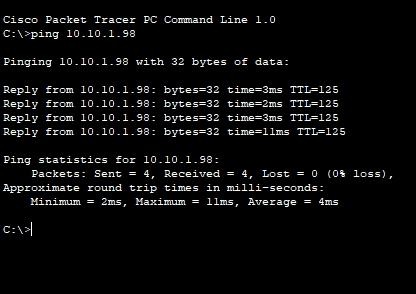 Cisco Packet Tracer PC Command Line 1.0
C:\>ping 10.10.1.98
Pinging 10.10.1.98 with 32 bytes of data:
Reply from 10.10.1.98: bytes=32 time=3ms TTL=125
Reply from 10.10.1.98: bytes=32 time=2ms TTL=125
Reply from 10.10.1.98: bytes=32 time=3ms TTL=125
Reply from 10.10.1.98: bytes=32 time=11ms TTL=125
Ping statistics for 10.10.1.98:
Packets: Sent = 4, Received = 4, Lost = 0 (0% loss),
Approximate round trip times in milli-seconds:
Minimum = 2ms, Maximum = 11ms, Average = 4ms
C:\>